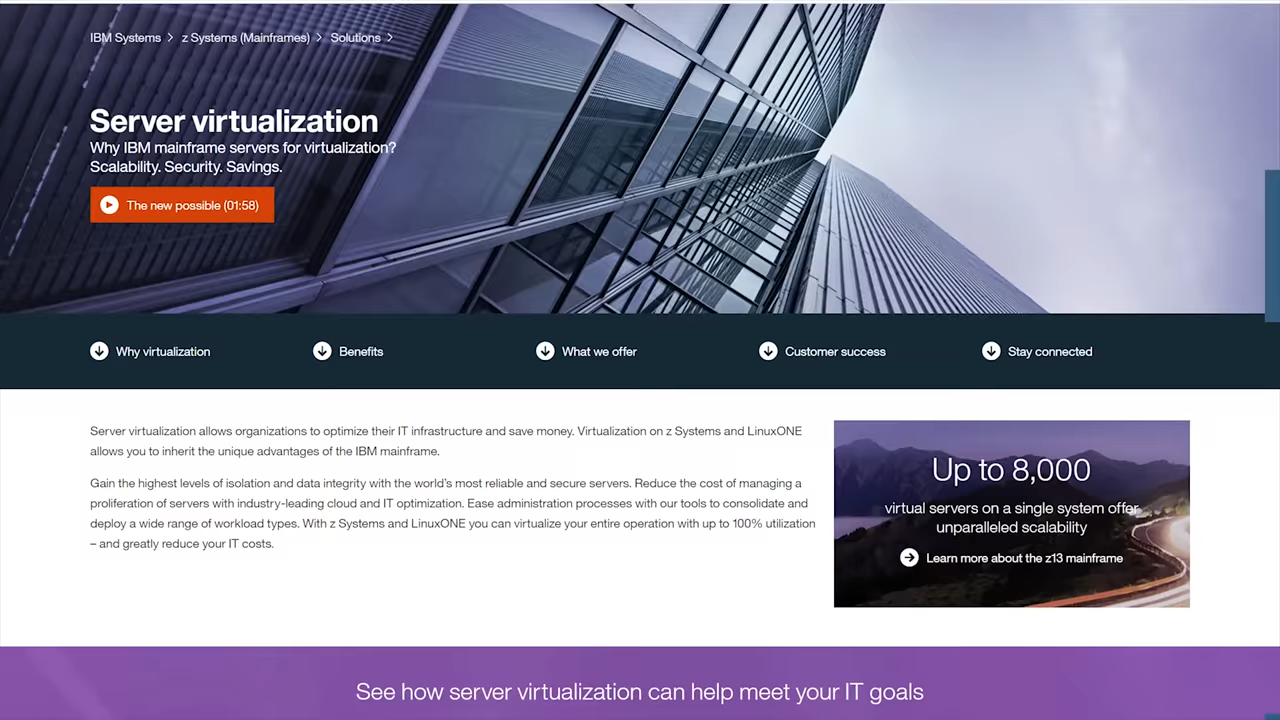 IBM Systems > z Systems (Mainframes) > Solutions >
Server virtualization
Why IBM mainframe servers for virtualization?
Scalability. Security. Savings.
The new possible (01:58)
Why virtualization
Benefits
What we offer
Customer success
Stay connected
Server virtualization allows organizations to optimize their IT infrastructure and save money. Virtualization on z Systems and LinuxONE
allows you to inherit the unique advantages of the IBM mainframe.
Gain the highest levels of isolation and data integrity with the world's most reliable and secure servers. Reduce the cost of managing a
proliferation of servers with industry-leading cloud and IT optimization. Ease administration processes with our tools to consolidate and
deploy a wide range of workload types. With z Systems and LinuxONE you can virtualize your entire operation with up to 100% utilization
– and greatly reduce your IT costs.
Up to 8,000
virtual servers on a single system offer
unparalleled scalability
Learn more about the z13 mainframe
See how server virtualization can help meet your IT goals